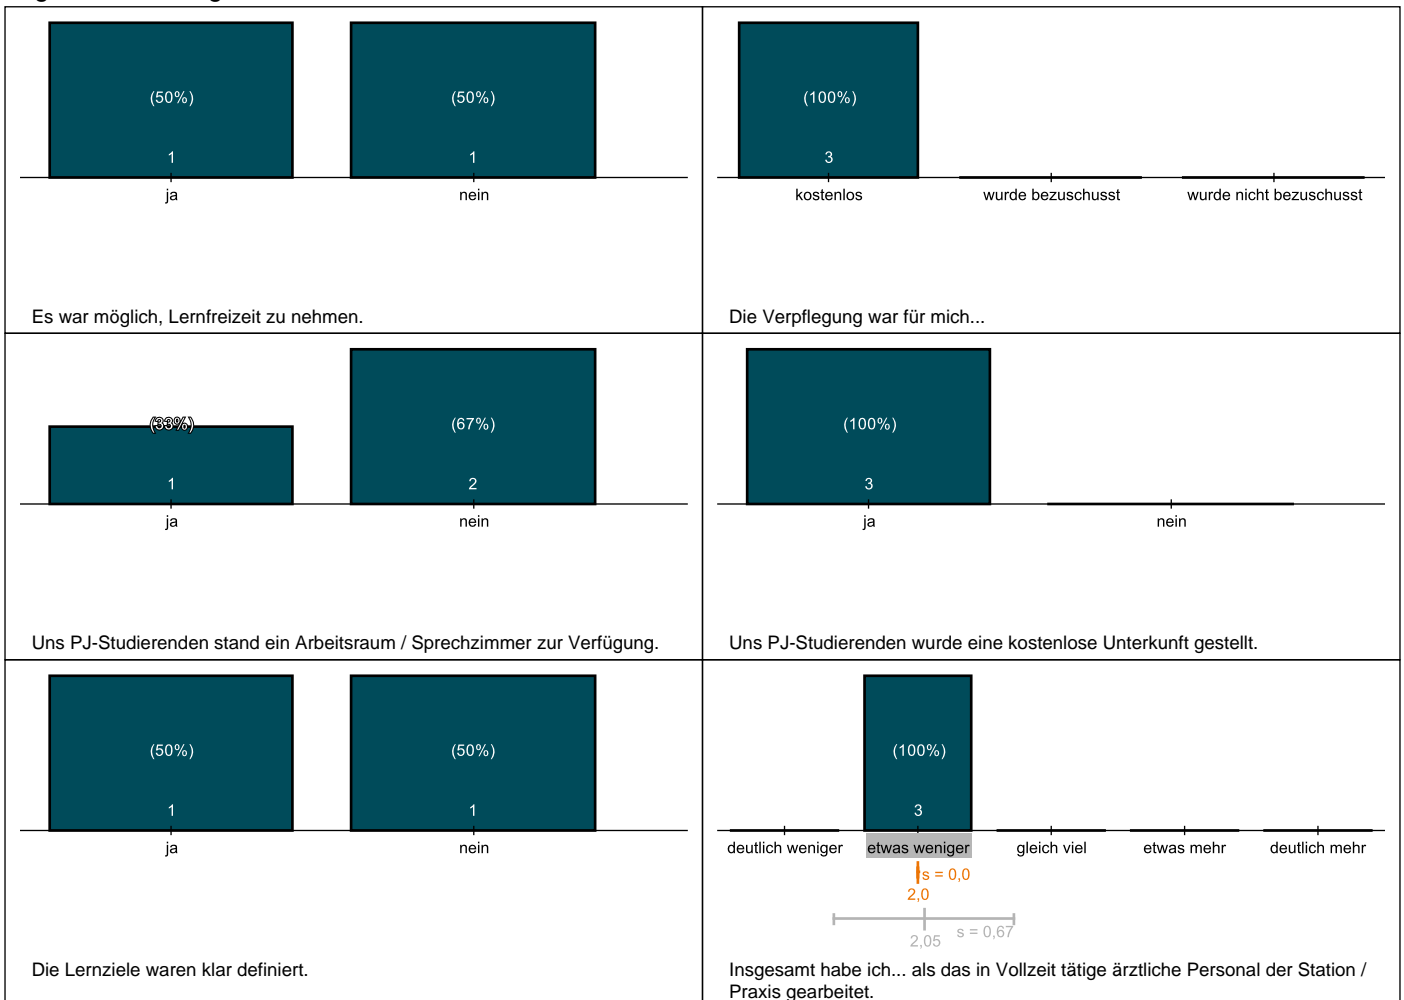 (50%)
(50%)
1
1
ja
nein
Es war möglich, Lernfreizeit zu nehmen.
(100%)
3
kostenlos
wurde bezuschusst
wurde nicht bezuschusst
Die Verpflegung war für mich...
(33%)
(67%)
1
2
ja
nein
Uns PJ-Studierenden stand ein Arbeitsraum / Sprechzimmer zur Verfügung.
(100%)
3
ja
nein
Uns PJ-Studierenden wurde eine kostenlose Unterkunft gestellt.
(50%)
(50%)
1
1
ja
nein
Die Lernziele waren klar definiert.
(100%)
3
deutlich weniger
etwas weniger
gleich viel
etwas mehr
deutlich mehr
s = 0,0
2,0
s = 0,67
2,05
Insgesamt habe ich... als das in Vollzeit tätige ärztliche Personal der Station /
Praxis gearbeitet.